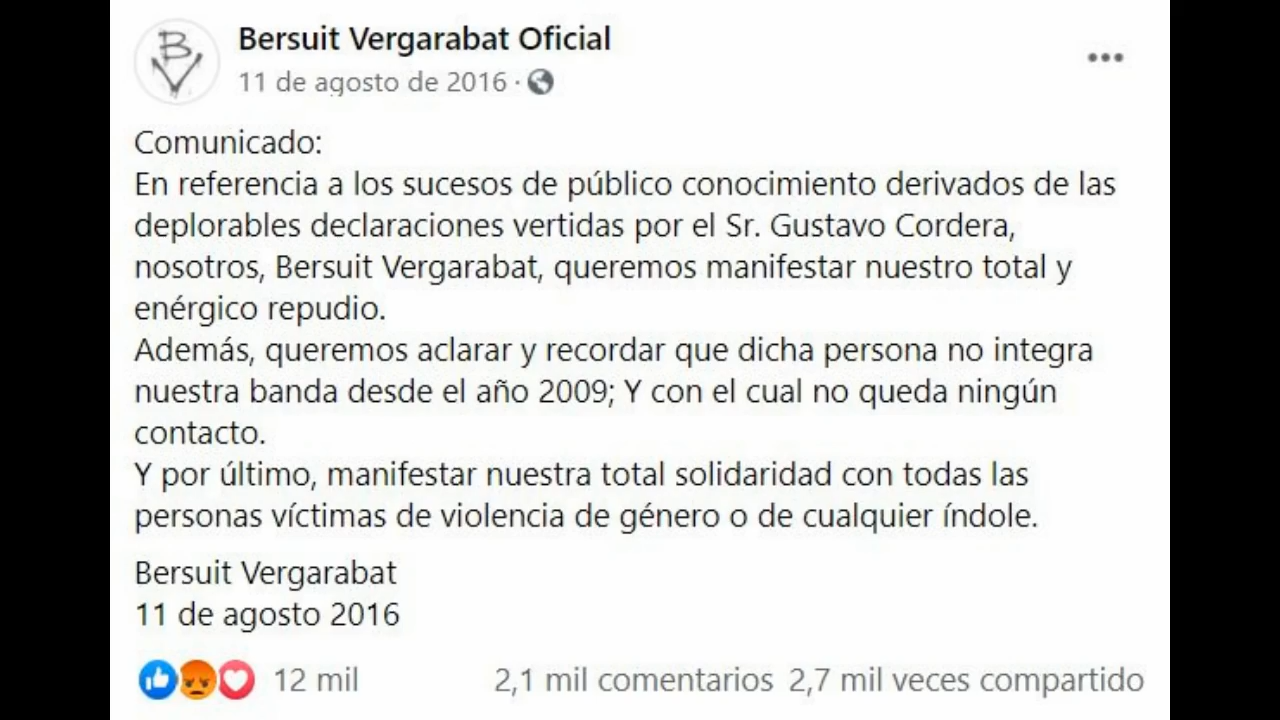 BV
Bersuit Vergarabat Oficial
11 de agosto de 2016 ·
Comunicado:
En referencia a los sucesos de público conocimiento derivados de las
deplorables declaraciones vertidas por el Sr. Gustavo Cordera,
nosotros, Bersuit Vergarabat, queremos manifestar nuestro total y
enérgico repudio.
Además, queremos aclarar y recordar que dicha persona no integra
nuestra banda desde el año 2009; Y con el cual no queda ningún
contacto.
Y por último, manifestar nuestra total solidaridad con todas las
personas víctimas de violencia de género o de cualquier índole.
Bersuit Vergarabat
11 de agosto 2016
12 mil 2,1 mil comentarios 2,7 mil veces compartido